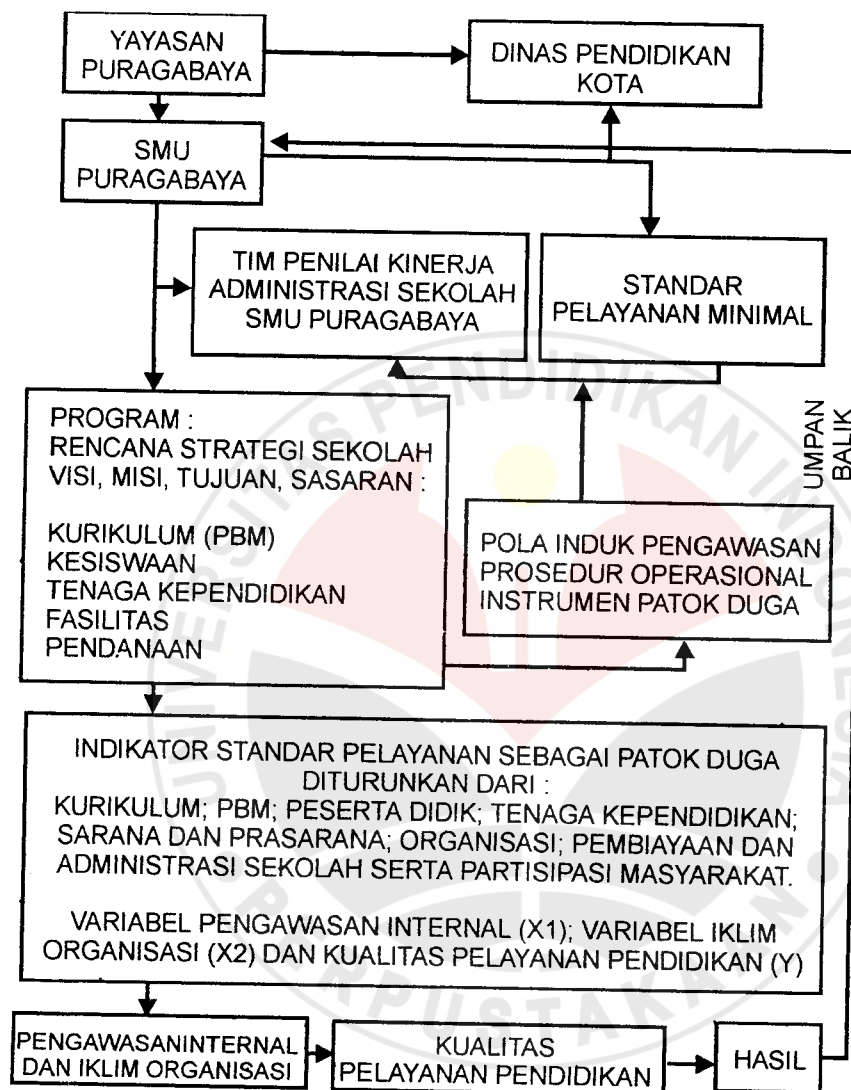 YAYASAN
PURAGABAYA
DINAS PENDIDIKAN
KOTA
SMU
PURAGABAYA
TIM PENILAI KINERJA
ADMINISTRASI SEKOLAH
SMU PURAGABAYA
STANDAR
PELAYANAN MINIMAL
PROGRAM :
RENCANA STRATEGI SEKOLAH
VISI, MISI, TUJUAN, SASARAN :
KURIKULUM (PBM)
KESISWAAN
TENAGA KEPENDIDIKAN
FASILITAS
PENDANAAN
UMPAN
BALIK
POLA INDUK PENGAWASAN
PROSEDUR OPERASIONAL
INSTRUMEN PATOK DUGA
INDIKATOR STANDAR PELAYANAN SEBAGAI PATOK DUGA
DITURUNKAN DARI :
KURIKULUM; PBM; PESERTA DIDIK; TENAGA KEPENDIDIKAN;
SARANA DAN PRASARANA; ORGANISASI; PEMBIAYAAN DAN
ADMINISTRASI SEKOLAH SERTA PARTISIPASI MASYARAKAT.
VARIABEL PENGAWASAN INTERNAL (X1); VARIABEL IKLIM
ORGANISASI (X2) DAN KUALITAS PELAYANAN PENDIDIKAN (Y)
PENGAWASANINTERNAL
DAN IKLIM ORGANISASI
KUALITAS
PELAYANAN PENDIDIKAN
HASIL
UNIVERSITAS PENDIDIKAN INDONESIA
PERPUSTAKAAN